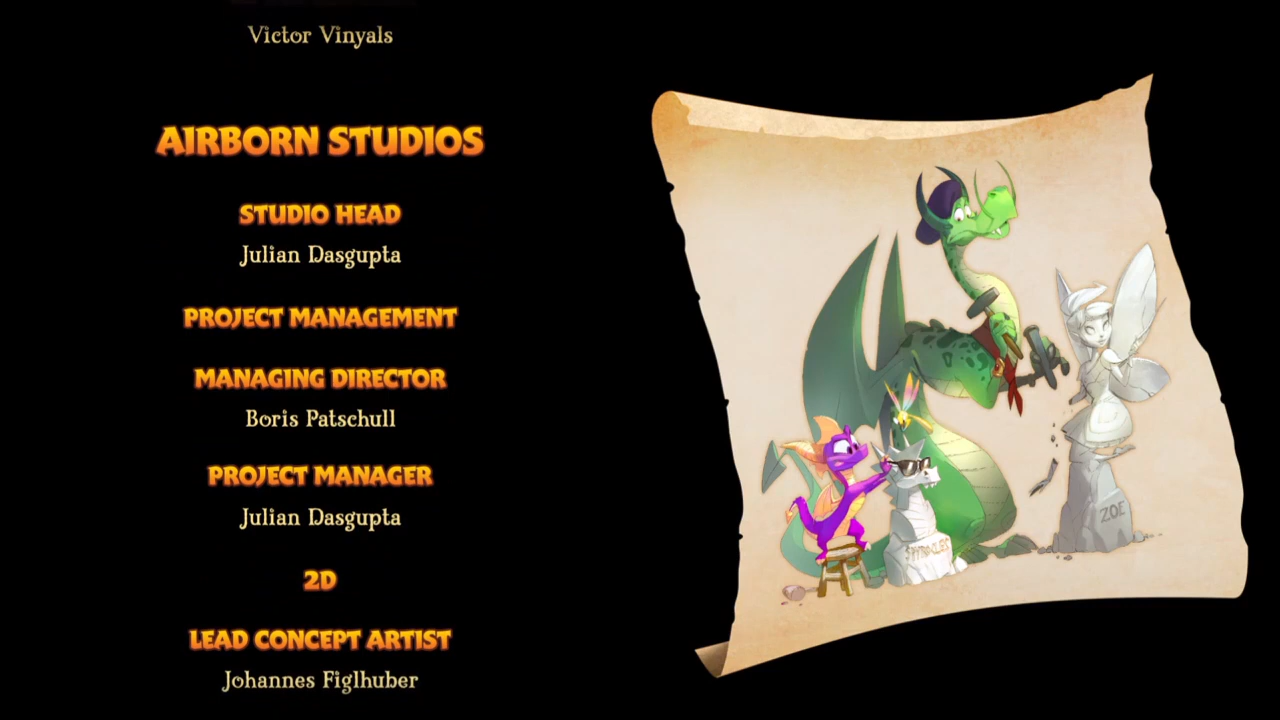 Victor Vinyals
AIRBORN STUDIOS
STUDIO HEAD
Julian Dasgupta
PROJECT MANAGEMENT
MANAGING DIRECTOR
Boris Patschull
PROJECT MANAGER
Julian Dasgupta
2D
LEAD CONCEPT ARTIST
Johannes Figlhuber
ZOE